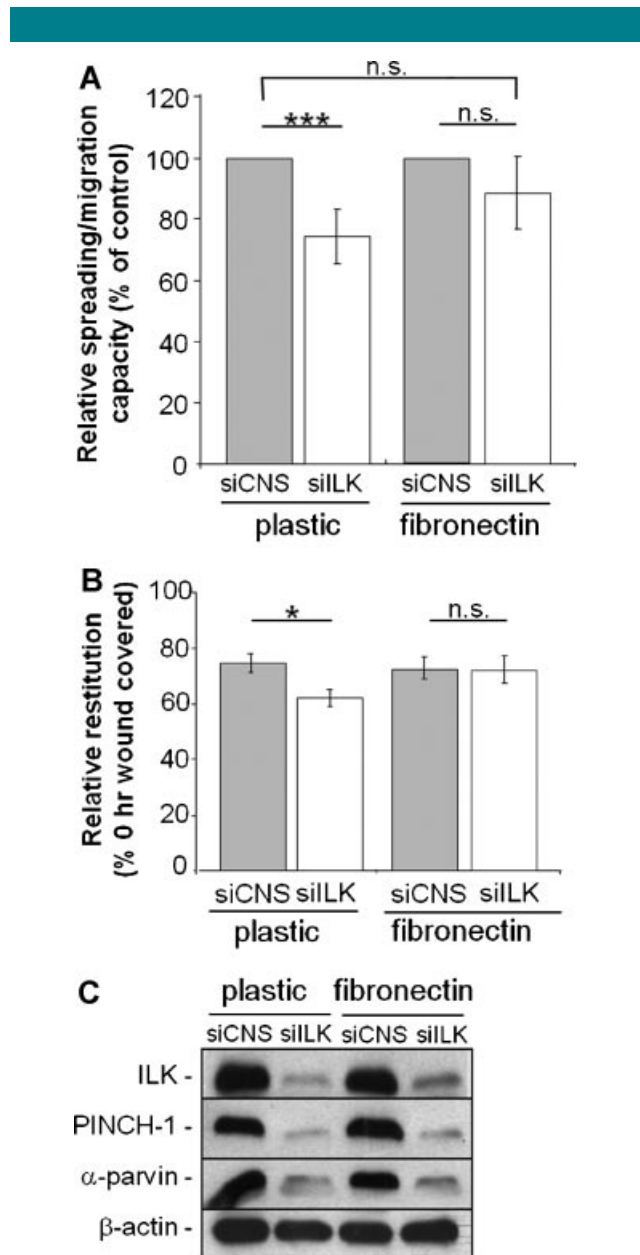 A
n.s.
***
n.s.
Relative spreading/migration
capacity (% of control)
120
100
80
60
40
20
0
siCNS siILK siCNS siILK
plastic fibronectin
B
*
n.s.
Relative restitution
(% 0 hr wound covered)
100
80
60
40
20
0
siCNS siILK siCNS siILK
plastic fibronectin
C
plastic fibronectin
siCNS siILK siCNS siILK
ILK -
PINCH-1 -
α-parvin -
β-actin -